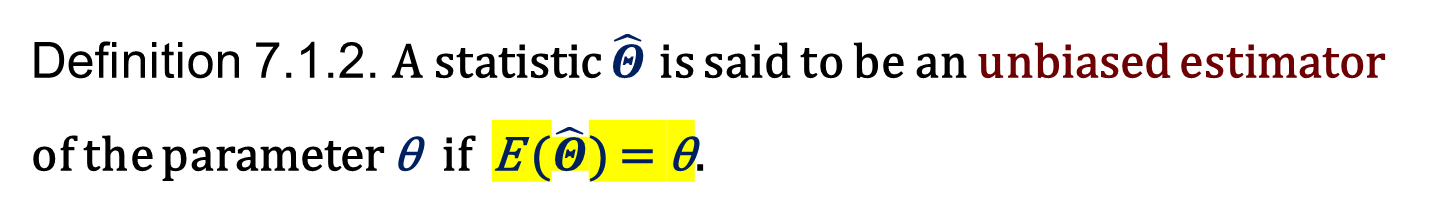 Definition 7.1.2. A statistic Θ̂ is said to be an unbiased estimator
of the parameter θ if E(Θ̂) = θ.